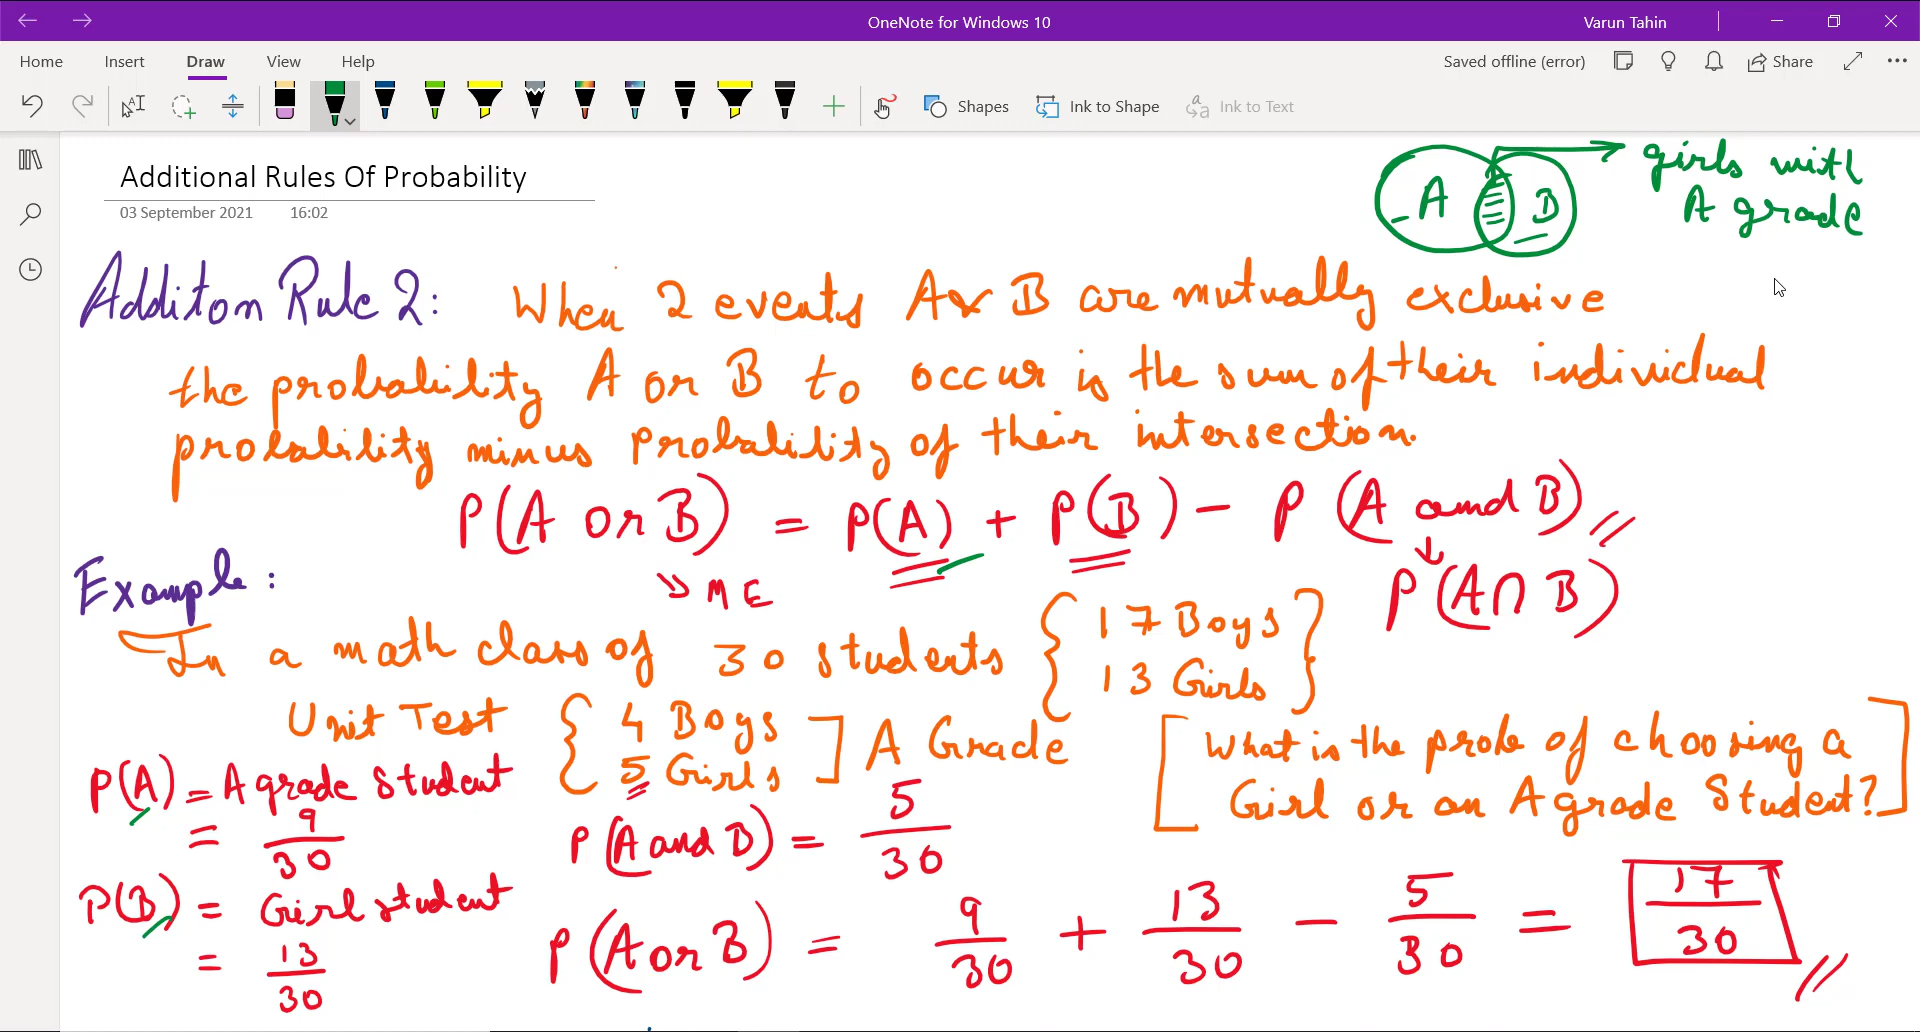 OneNote for Windows 10
Varun Tahin
Home Insert Draw View Help
Saved offline (error) Share
Shapes Ink to Shape Ink to Text
Additional Rules Of Probability
03 September 2021 16:02
A B girls with
A grade
Additon Rule 2: When 2 events A & B are mutually exclusive
the probability A or B to occur is the sum of their individual
probability minus probability of their intersection.
P(A or B) = P(A) + P(B) - P(A and B)
M E
P(A∩B)
Example:
In a math class of 30 students { 17 Boys
13 Girls }
Unit Test { 4 Boys
5 Girls ] A Grade
[What is the prob of choosing a
Girl or an A grade Student?]
P(A) = A grade Student
= 9/30
P(B) = Girl student
= 13/30
P(A and B) = 5/30
P(A or B) = 9/30 + 13/30 - 5/30 = 17/30